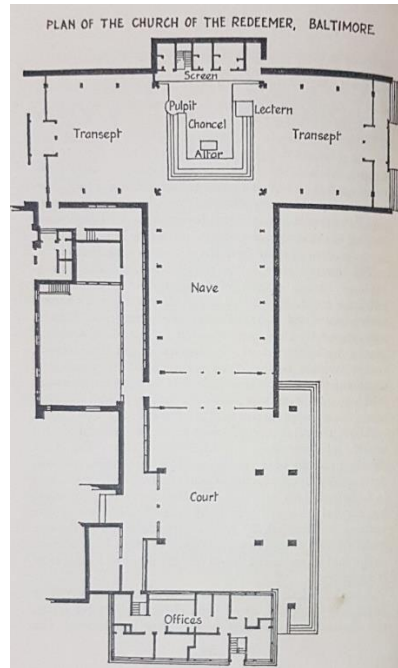 PLAN OF THE CHURCH OF THE REDEEMER, BALTIMORE
Screen
Pulpit
Lectern
Chancel
Transept
Transept
Altar
Nave
Court
Offices